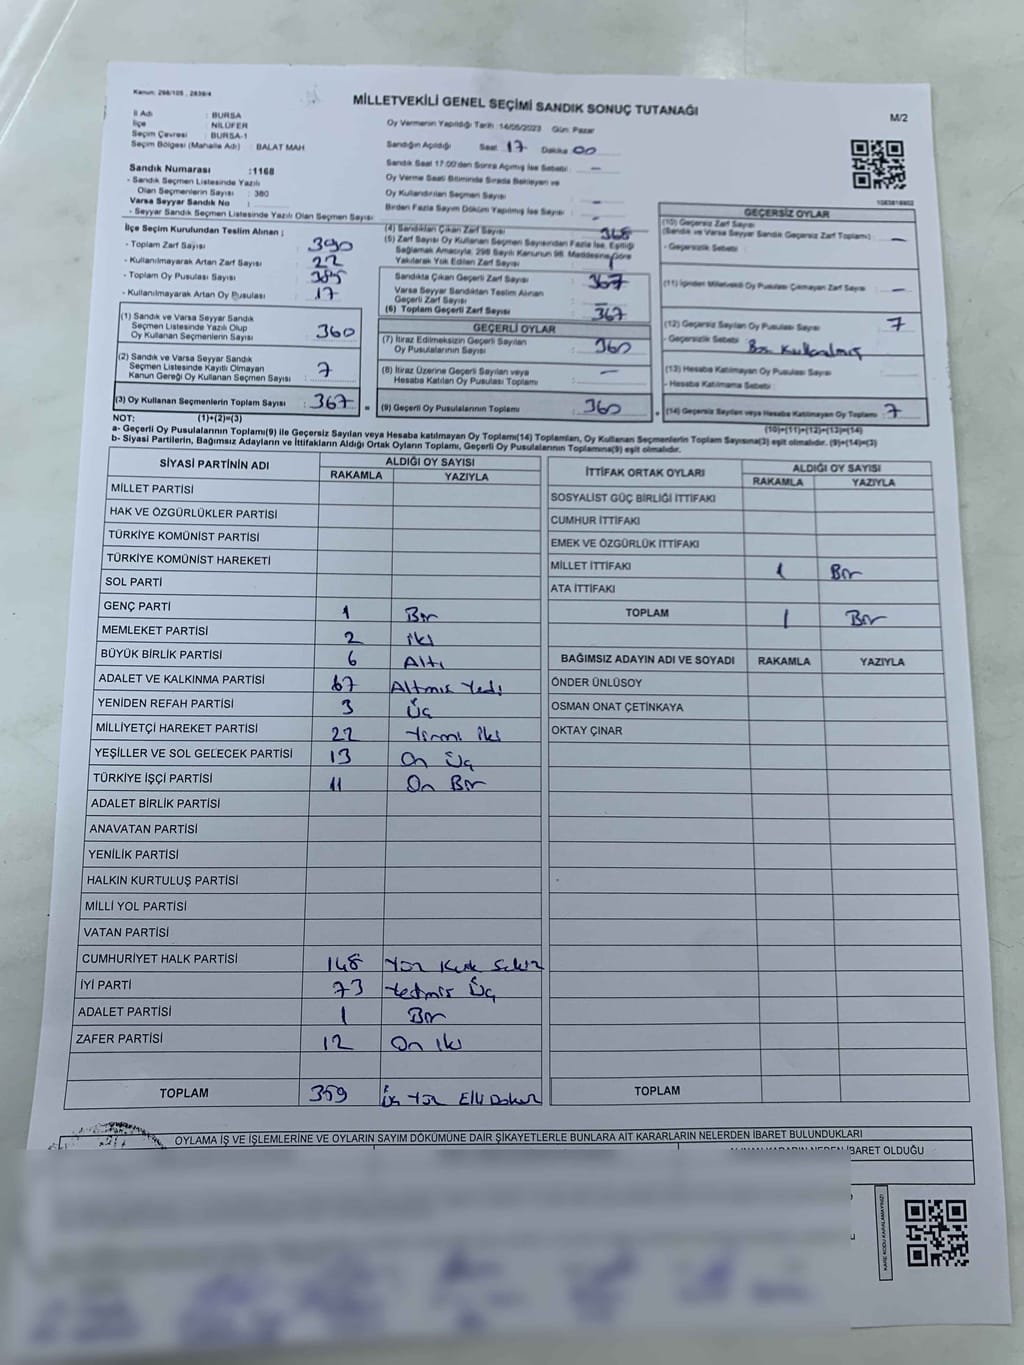 Kanun: 298/105 , 2839/4
MİLLETVEKİLİ GENEL SEÇİMİ SANDIK SONUÇ TUTANAĞI
M/2
İl Adı : BURSA
İlçe : NİLÜFER
Seçim Çevresi : BURSA-1
Seçim Bölgesi (Mahalle Adı) : BALAT MAH
Oy Vermenin Yapıldığı Tarih :14/05/2023 Gün: Pazar
Sandığın Açıldığı Saat 17 Dakika 00
Sandık Saat 17:00'den Sonra Açılmış İse Sebebi : –
Oy Verme Saati Bitiminde Sırada Bekleyen ve
Oy Kullandırılan Seçmen Sayısı : –
Birden Fazla Sayım Döküm Yapılmış İse Sayısı : –
Sandık Numarası :1168
- Sandık Seçmen Listesinde Yazılı
Olan Seçmenlerin Sayısı : 380
Varsa Seyyar Sandık No :
- Seyyar Sandık Seçmen Listesinde Yazılı Olan Seçmen Sayısı :
İlçe Seçim Kurulundan Teslim Alınan ;
- Toplam Zarf Sayısı : 390
- Kullanılmayarak Artan Zarf Sayısı : 22
- Toplam Oy Pusulası Sayısı : 385
- Kullanılmayarak Artan Oy Pusulası : 17
(1) Sandık ve Varsa Seyyar Sandık
Seçmen Listesinde Yazılı Olup
Oy Kullanan Seçmenlerin Sayısı : 360
(2) Sandık ve Varsa Seyyar Sandık
Seçmen Listesinde Kayıtlı Olmayan
Kanun Gereği Oy Kullanan Seçmen Sayısı : 7
(3) Oy Kullanan Seçmenlerin Toplam Sayısı : 367
(4) Sandıktan Çıkan Zarf Sayısı : 368
(5) Zarf Sayısı Oy Kullanan Seçmen Sayısından Fazla İse, Eşitliği
Sağlamak Amacıyla, 298 Sayılı Kanunun 98. Maddesine Göre
Yakılarak Yok Edilen Zarf Sayısı : 1
Sandıkta Çıkan Geçerli Zarf Sayısı : 367
Varsa Seyyar Sandıktan Teslim Alınan
Geçerli Zarf Sayısı
(6) Toplam Geçerli Zarf Sayısı : 367
GEÇERLİ OYLAR
(7) İtiraz Edilmeksizin Geçerli Sayılan
Oy Pusulalarının Sayısı : 360
(8) İtiraz Üzerine Geçerli Sayılan veya
Hesaba Katılan Oy Pusulası Toplamı : –
= (9) Geçerli Oy Pusulalarının Toplamı : 360
GEÇERSİZ OYLAR
(10) Geçersiz Zarf Sayısı
(Sandık ve Varsa Seyyar Sandık Geçersiz Zarf Toplamı) : –
- Geçersizlik Sebebi :
(11) İçinden Milletvekili Oy Pusulası Çıkmayan Zarf Sayısı : –
(12) Geçersiz Sayılan Oy Pusulası Sayısı : 7
- Geçersizlik Sebebi :
(13) Hesaba Katılmayan Oy Pusulası Sayısı :
- Hesaba Katılmama Sebebi :
+ (14) Geçersiz Sayılan veya Hesaba Katılmayan Oy Toplamı : 7
NOT: (1)+(2)=(3)
(10)+(11)+(12)+(13)=(14)
a- Geçerli Oy Pusulalarının Toplamı(9) ile Geçersiz Sayılan veya Hesaba katılmayan Oy Toplamı(14) Toplamları, Oy Kullanan Seçmenlerin Toplam Sayısına(3) eşit olmalıdır. (9)+(14)=(3)
b- Siyasi Partilerin, Bağımsız Adayların ve İttifakların Aldığı Ortak Oyların Toplamı, Geçerli Oy Pusulalarının Toplamına(9) eşit olmalıdır.
SİYASİ PARTİNİN ADI ALDIĞI OY SAYISI
RAKAMLA YAZIYLA
MİLLET PARTİSİ
HAK VE ÖZGÜRLÜKLER PARTİSİ
TÜRKİYE KOMÜNİST PARTİSİ
TÜRKİYE KOMÜNİST HAREKETİ
SOL PARTİ
GENÇ PARTİ 1 Bir
MEMLEKET PARTİSİ 2 iki
BÜYÜK BİRLİK PARTİSİ 6 Altı
ADALET VE KALKINMA PARTİSİ 67 Altmış Yedi
YENİDEN REFAH PARTİSİ 3 Üç
MİLLİYETÇİ HAREKET PARTİSİ 22 Yirmi iki
YEŞİLLER VE SOL GELECEK PARTİSİ 13 On Üç
TÜRKİYE İŞÇİ PARTİSİ 11 On Bir
ADALET BİRLİK PARTİSİ
ANAVATAN PARTİSİ
YENİLİK PARTİSİ
HALKIN KURTULUŞ PARTİSİ
MİLLİ YOL PARTİSİ
VATAN PARTİSİ
CUMHURİYET HALK PARTİSİ 148 Yüz Kırk Sekiz
İYİ PARTİ 73 Yetmiş Üç
ADALET PARTİSİ 1 Bir
ZAFER PARTİSİ 12 On iki
TOPLAM 359 üç Yüz Elli Dokuz
İTTİFAK ORTAK OYLARI ALDIĞI OY SAYISI
RAKAMLA YAZIYLA
SOSYALİST GÜÇ BİRLİĞİ İTTİFAKI
CUMHUR İTTİFAKI
EMEK VE ÖZGÜRLÜK İTTİFAKI
MİLLET İTTİFAKI 1 Bir
ATA İTTİFAKI
TOPLAM 1 Bir
BAĞIMSIZ ADAYIN ADI VE SOYADI RAKAMLA YAZIYLA
ÖNDER ÜNLÜSOY
OSMAN ONAT ÇETİNKAYA
OKTAY ÇINAR
TOPLAM
OYLAMA İŞ VE İŞLEMLERİNE VE OYLARIN SAYIM DÖKÜMÜNE DAİR ŞİKAYETLERLE BUNLARA AİT KARARLARIN NELERDEN İBARET BULUNDUKLARI
İBARET OLDUĞU
KARE KODU KARALAMAYINIZ!